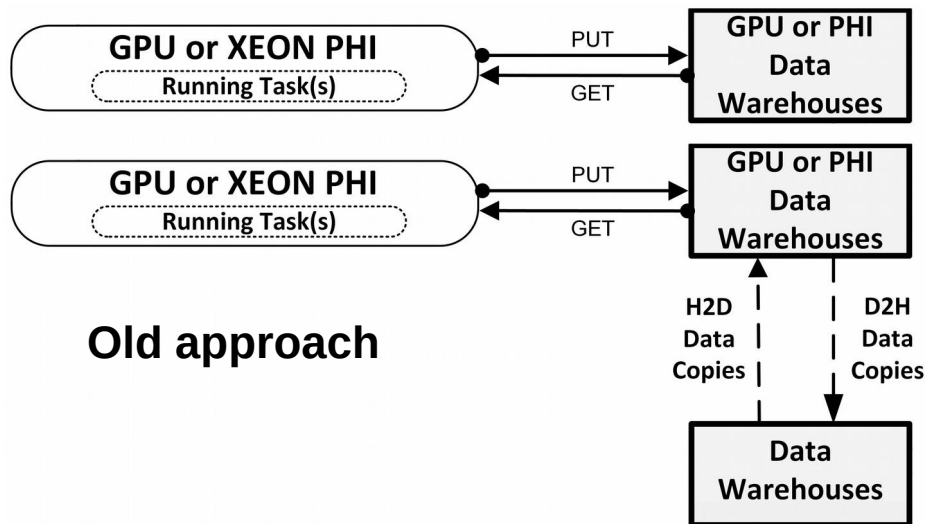 GPU or XEON PHI
Running Task(s)
PUT
GET
GPU or PHI
Data
Warehouses
GPU or XEON PHI
Running Task(s)
PUT
GET
GPU or PHI
Data
Warehouses
Old approach
H2D
Data
Copies
D2H
Data
Copies
Data
Warehouses